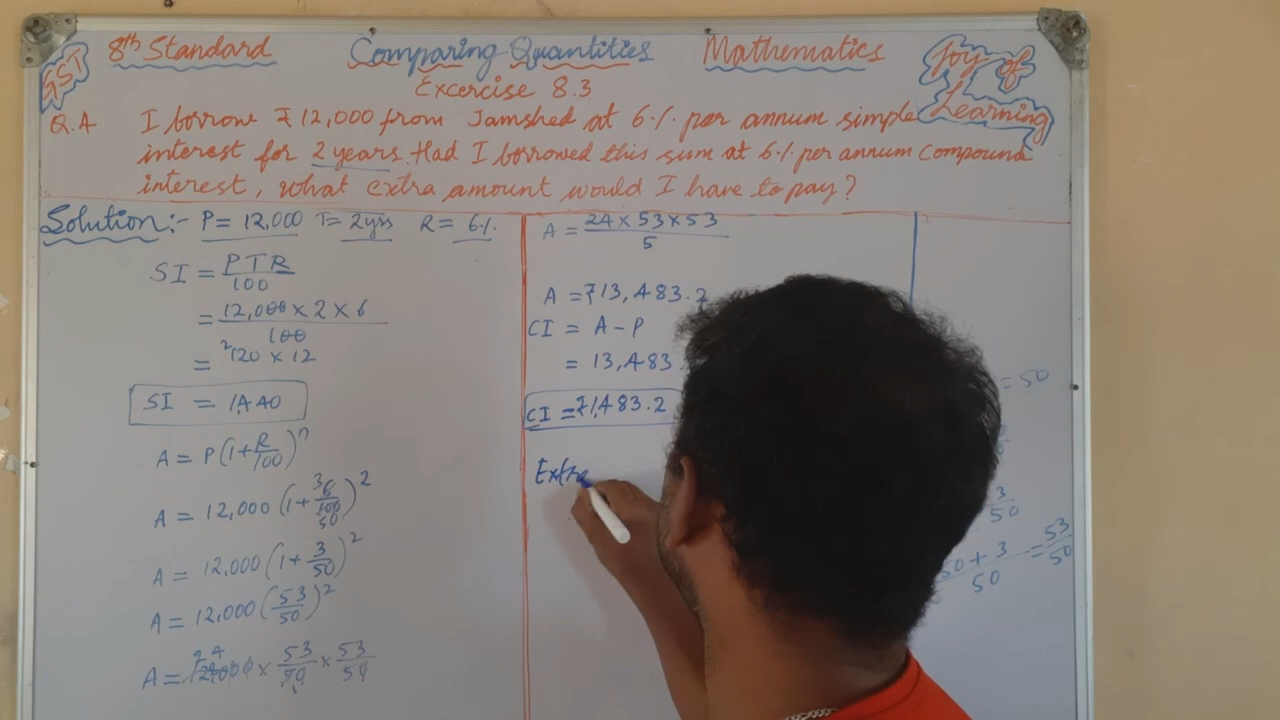 8th Standard Comparing Quantities Mathematics
GST
Joy of Learning
Excercise 8.3
Q.4 I borrow ₹12,000 from Jamshed at 6% per annum simple
interest for 2 years. Had I borrowed this sum at 6% per annum compound
interest, what extra amount would I have to pay?
Solution:- P = 12,000 T = 2yrs R = 6%
SI = PTR/100
= 12,000 × 2 × 6/100
= 120 × 12
SI = 1440
A = P(1+R/100)^n
A = 12,000 (1+6/100)^2 3 50
A = 12,000 (1+3/50)^2
A = 12,000 (53/50)^2
A = 12000 × 53/50 × 53/50
A = 24×53×53/5
A = ₹13,483.2
CI = A-P
= 13,483
CI = ₹1,483.2
Extra
= 50
3/50
50+3/50 = 53/50